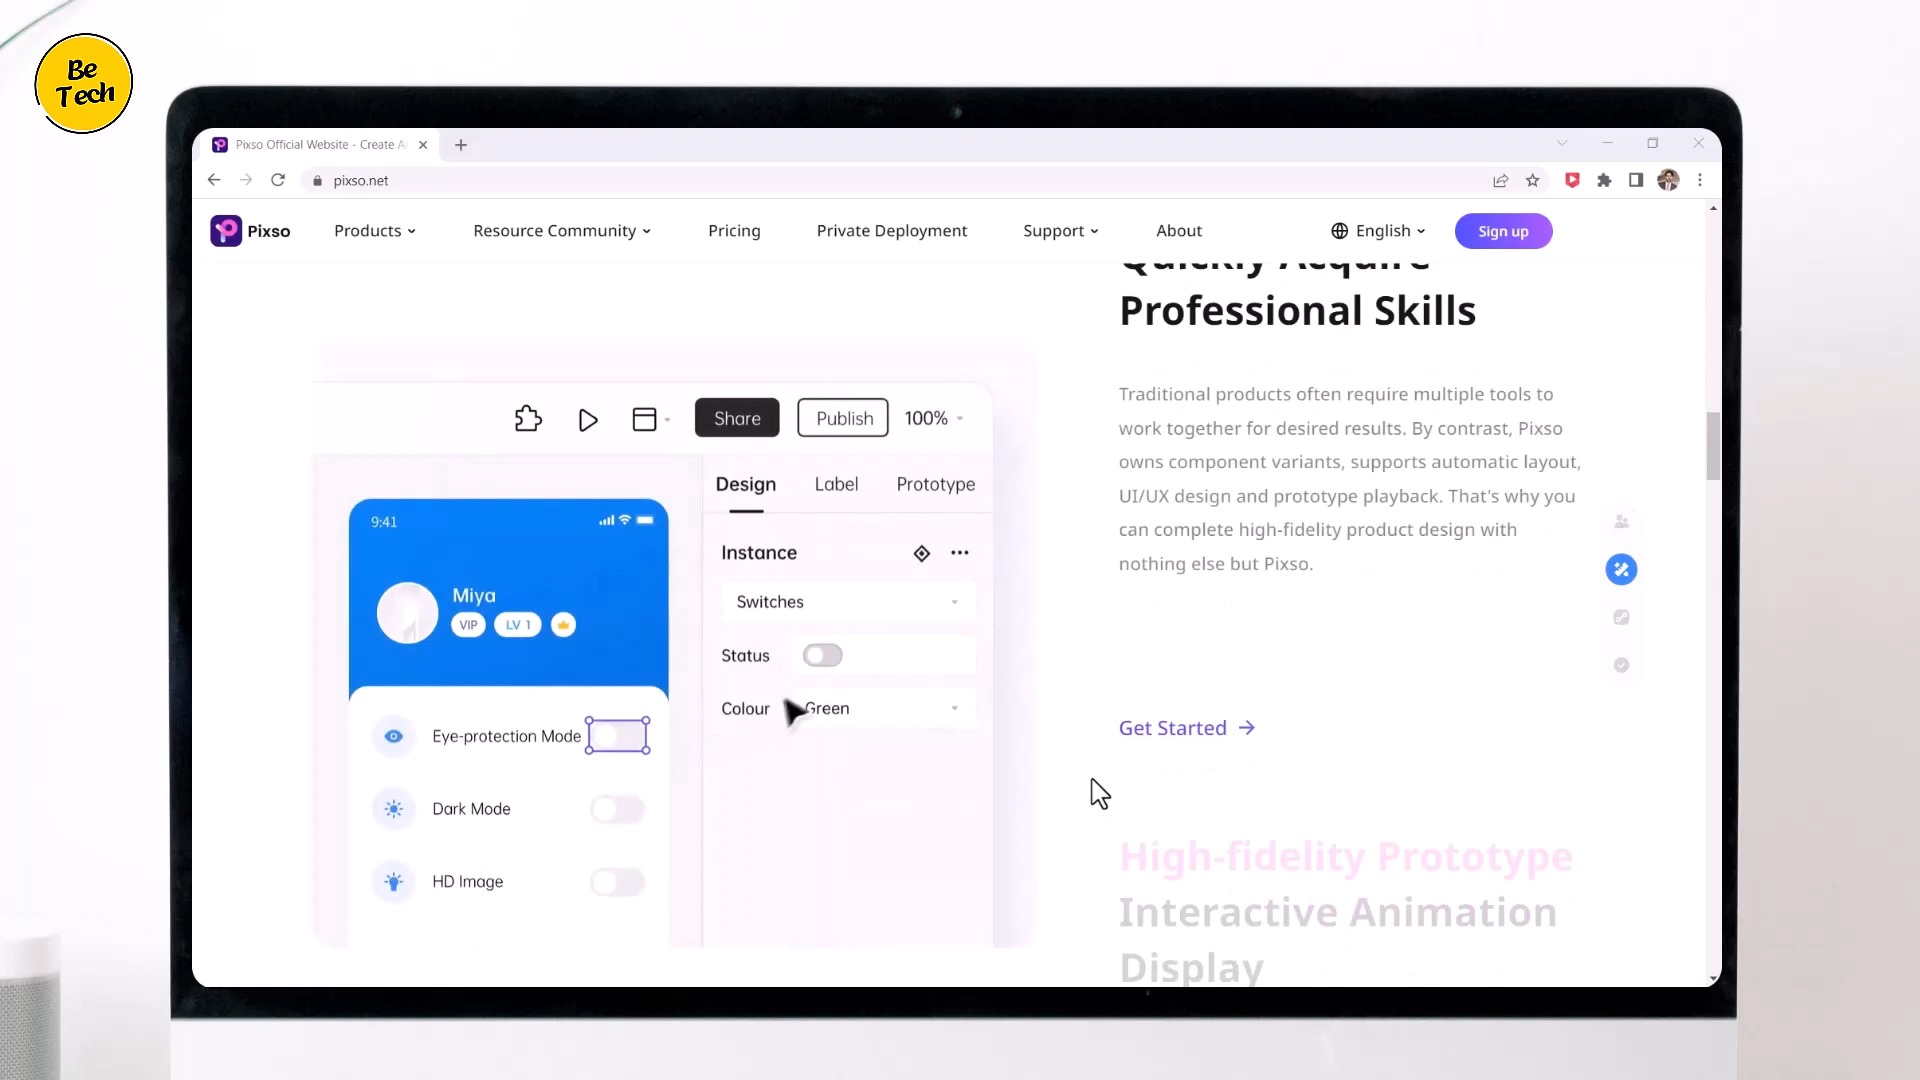 Be
Tech
Pixso Official Website - Create Ar
pixso.net
Pixso
Products
Resource Community
Pricing
Private Deployment
Support
About
English
Sign up
Quickly Acquire
Professional Skills
Traditional products often require multiple tools to
work together for desired results. By contrast, Pixso
owns component variants, supports automatic layout,
UI/UX design and prototype playback. That's why you
can complete high-fidelity product design with
nothing else but Pixso.
Get Started
High-fidelity Prototype
Interactive Animation
Display
Share
Publish
100%
Design
Label
Prototype
9:41
Miya
VIP
LV 1
Instance
Switches
Status
Colour
Green
Eye-protection Mode
Dark Mode
HD Image